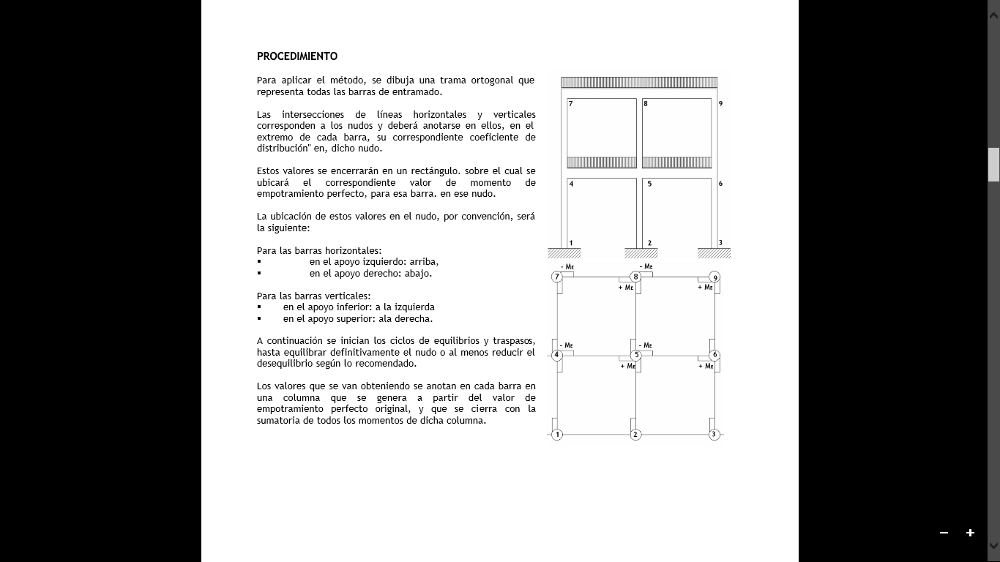 PROCEDIMIENTO
Para aplicar el método, se dibuja una trama ortogonal que
representa todas las barras de entramado.
Las intersecciones de líneas horizontales y verticales
corresponden a los nudos y deberá anotarse en ellos, en el
extremo de cada barra, su correspondiente coeficiente de
distribución" en, dicho nudo.
Estos valores se encerrarán en un rectángulo. sobre el cual se
ubicará el correspondiente valor de momento de
empotramiento perfecto, para esa barra. en ese nudo.
La ubicación de estos valores en el nudo, por convención, será
la siguiente:
Para las barras horizontales:
▪ en el apoyo izquierdo: arriba,
▪ en el apoyo derecho: abajo.
Para las barras verticales:
▪ en el apoyo inferior: a la izquierda
▪ en el apoyo superior: ala derecha.
A continuación se inician los ciclos de equilibrios y traspasos,
hasta equilibrar definitivamente el nudo o al menos reducir el
desequilibrio según lo recomendado.
Los valores que se van obteniendo se anotan en cada barra en
una columna que se genera a partir del valor de
empotramiento perfecto original, y que se cierra con la
sumatoria de todos los momentos de dicha columna.
7 8 9
4 5 6
1 2 3
- ME - ME
7 8 9
+ ME + ME
- ME - ME
4 5 6
+ ME + ME
1 2 3